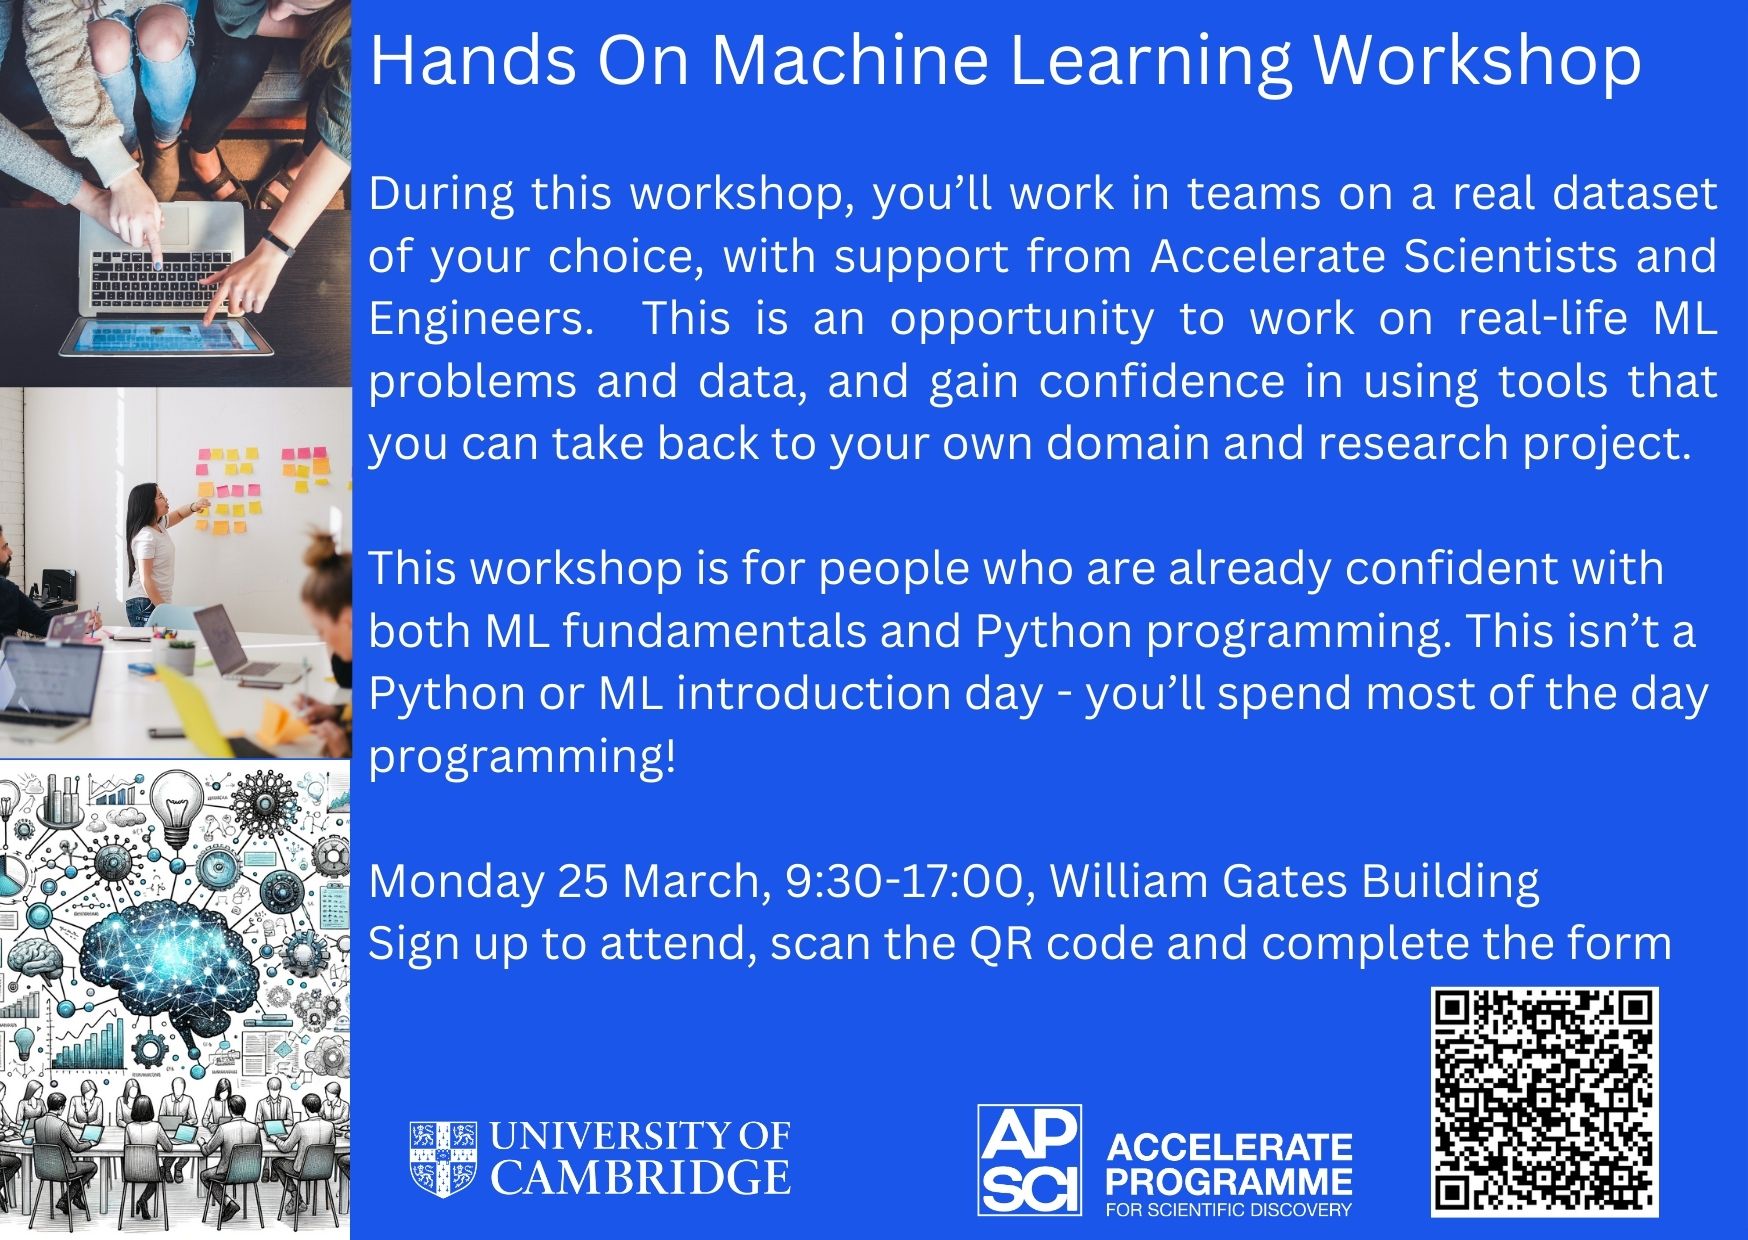 Hands On Machine Learning Workshop
During this workshop, you’ll work in teams on a real dataset
of your choice, with support from Accelerate Scientists and
Engineers. This is an opportunity to work on real-life ML
problems and data, and gain confidence in using tools that
you can take back to your own domain and research project.
This workshop is for people who are already confident with
both ML fundamentals and Python programming. This isn’t a
Python or ML introduction day - you’ll spend most of the day
programming!
Monday 25 March, 9:30-17:00, William Gates Building
Sign up to attend, scan the QR code and complete the form
UNIVERSITY OF
CAMBRIDGE
AP
SCI
ACCELERATE
PROGRAMME
FOR SCIENTIFIC DISCOVERY